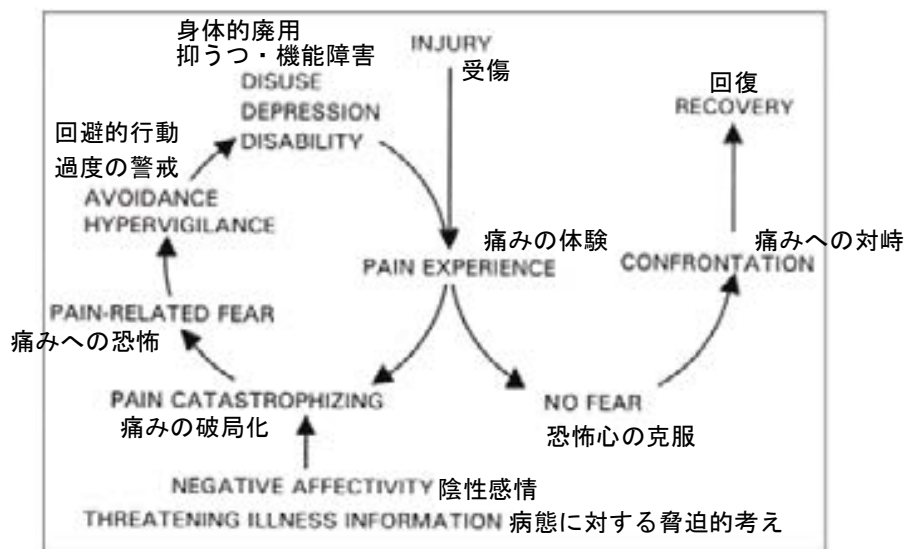 身体的廃用
抑うつ・機能障害
DISUSE
DEPRESSION
DISABILITY
INJURY
受傷
回復
RECOVERY
回避的行動
過度の警戒
AVOIDANCE
HYPERVIGILANCE
痛みの体験
PAIN EXPERIENCE
痛みへの対峙
CONFRONTATION
PAIN-RELATED FEAR
痛みへの恐怖
PAIN CATASTROPHIZING
痛みの破局化
NO FEAR
恐怖心の克服
NEGATIVE AFFECTIVITY 陰性感情
THREATENING ILLNESS INFORMATION 病態に対する脅迫的考え